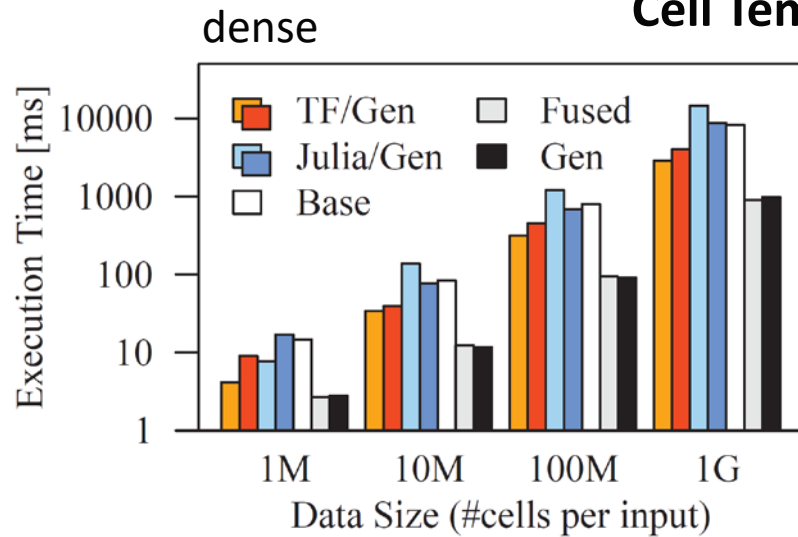 dense
Cell Tem
TF/Gen
Fused
Julia/Gen
Gen
Base
Execution Time [ms]
10000
1000
100
10
1
1M 10M 100M 1G
Data Size (#cells per input)